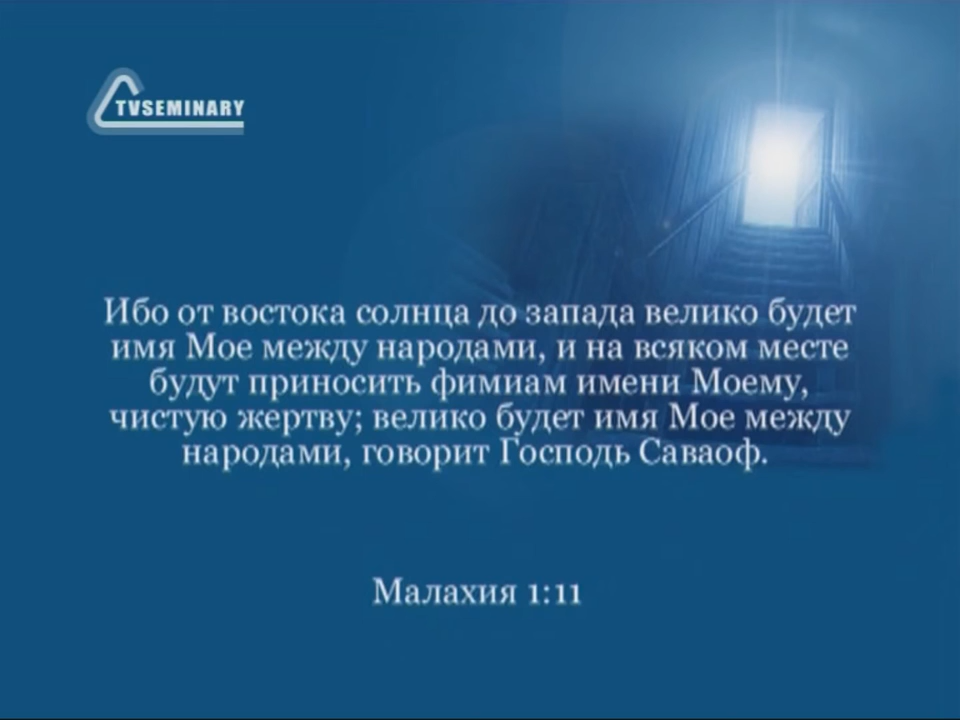 TVSEMINARY
Ибо от востока солнца до запада велико будет
имя Мое между народами, и на всяком месте
будут приносить фимиам имени Моему,
чистую жертву; велико будет имя Мое между
народами, говорит Господь Саваоф.
Малахия 1:11